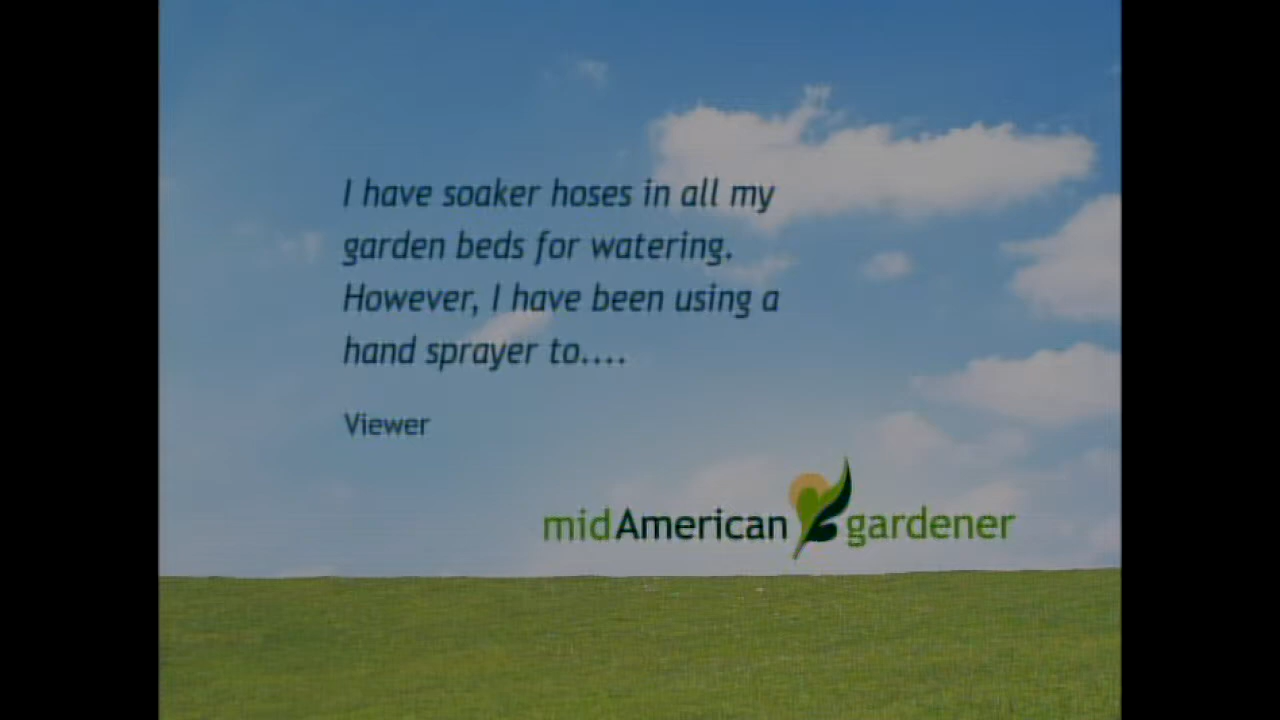 I have soaker hoses in all my
garden beds for watering.
However, I have been using a
hand sprayer to....
Viewer
midAmerican gardener